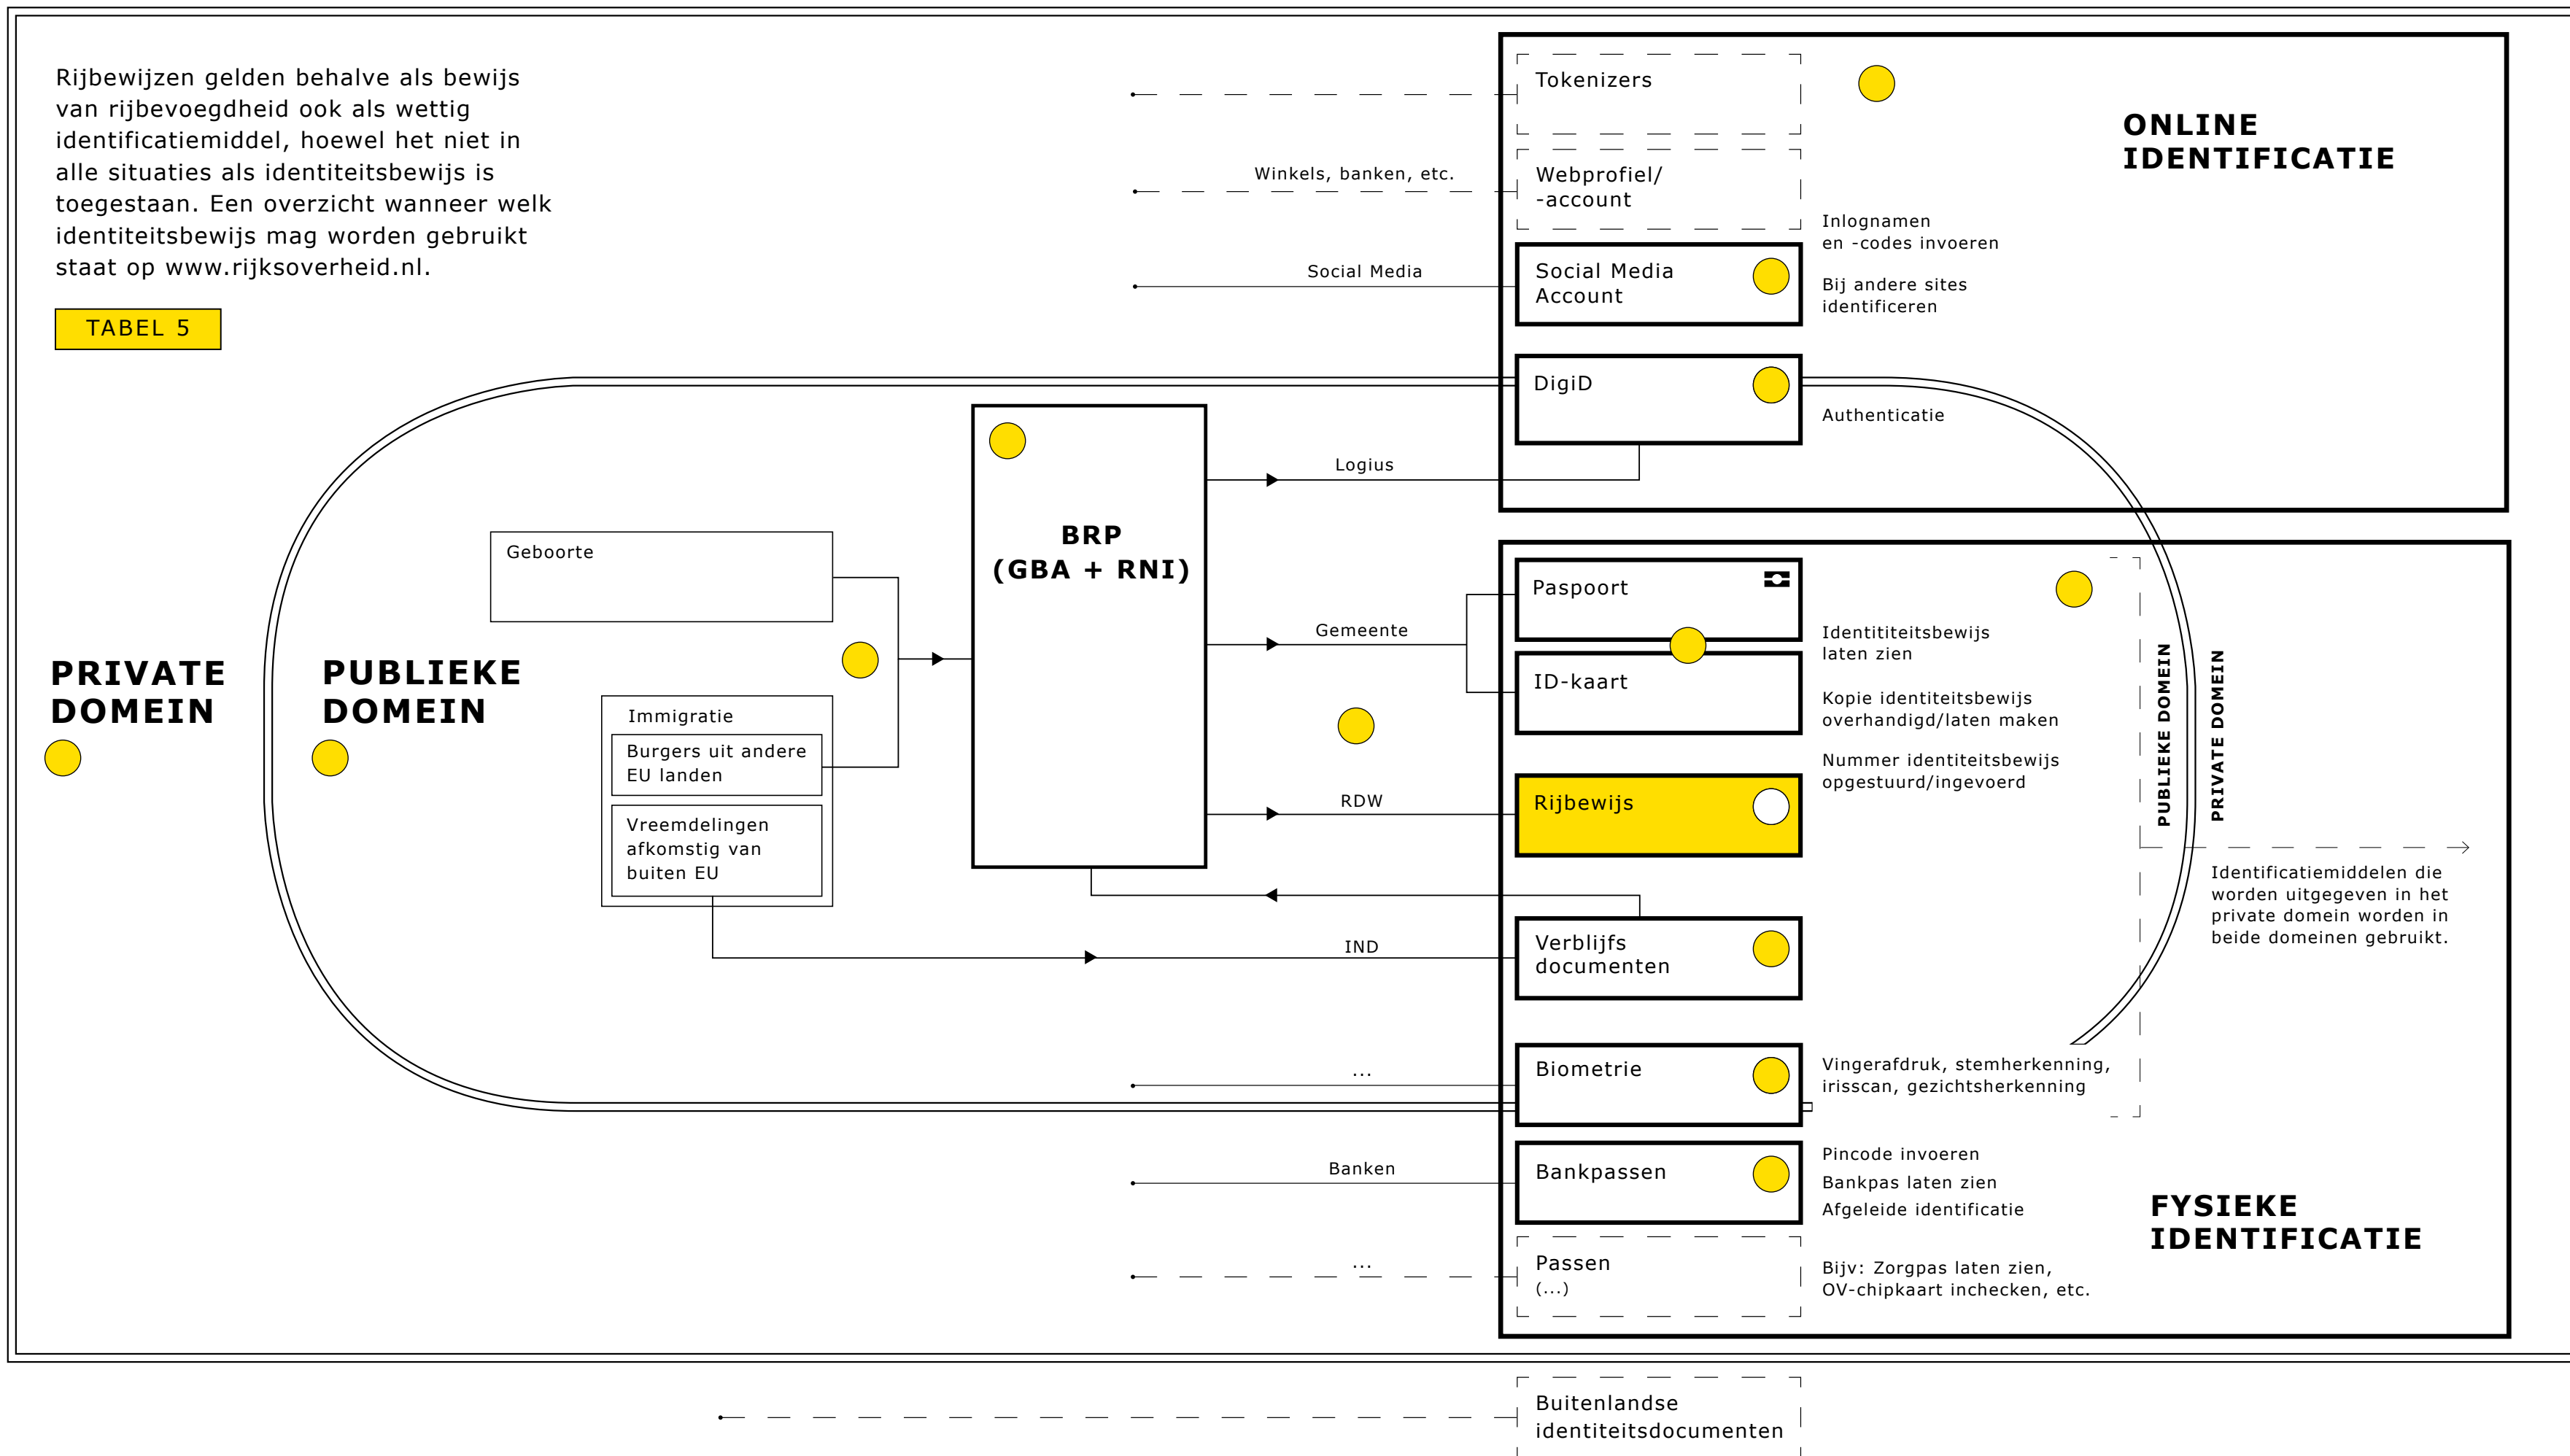 Rijbewijzen gelden behalve als bewijs
van rijbevoegdheid ook als wettig
identificatiemiddel, hoewel het niet in
alle situaties als identiteitsbewijs is
toegestaan. Een overzicht wanneer welk
identiteitsbewijs mag worden gebruikt
staat op www.rijksoverheid.nl.
TABEL 5
ONLINE
IDENTIFICATIE
Tokenizers
Winkels, banken, etc.
Webprofiel/
-account
Inlognamen
en -codes invoeren
Social Media
Social Media
Account
Bij andere sites
identificeren
DigiD
Authenticatie
Logius
BRP
(GBA + RNI)
Geboorte
PRIVATE
DOMEIN
PUBLIEKE
DOMEIN
Immigratie
Burgers uit andere
EU landen
Vreemdelingen
afkomstig van
buiten EU
Gemeente
Paspoort
ID-kaart
Identititeitsbewijs
laten zien
Kopie identiteitsbewijs
overhandigd/laten maken
Nummer identiteitsbewijs
opgestuurd/ingevoerd
PUBLIEKE DOMEIN
PRIVATE DOMEIN
RDW
Rijbewijs
Identificatiemiddelen die
worden uitgegeven in het
private domein worden in
beide domeinen gebruikt.
IND
Verblijfs
documenten
...
Biometrie
Vingerafdruk, stemherkenning,
irisscan, gezichtsherkenning
Banken
Bankpassen
Pincode invoeren
Bankpas laten zien
Afgeleide identificatie
FYSIEKE
IDENTIFICATIE
...
Passen
(...)
Bijv: Zorgpas laten zien,
OV-chipkaart inchecken, etc.
Buitenlandse
identiteitsdocumenten